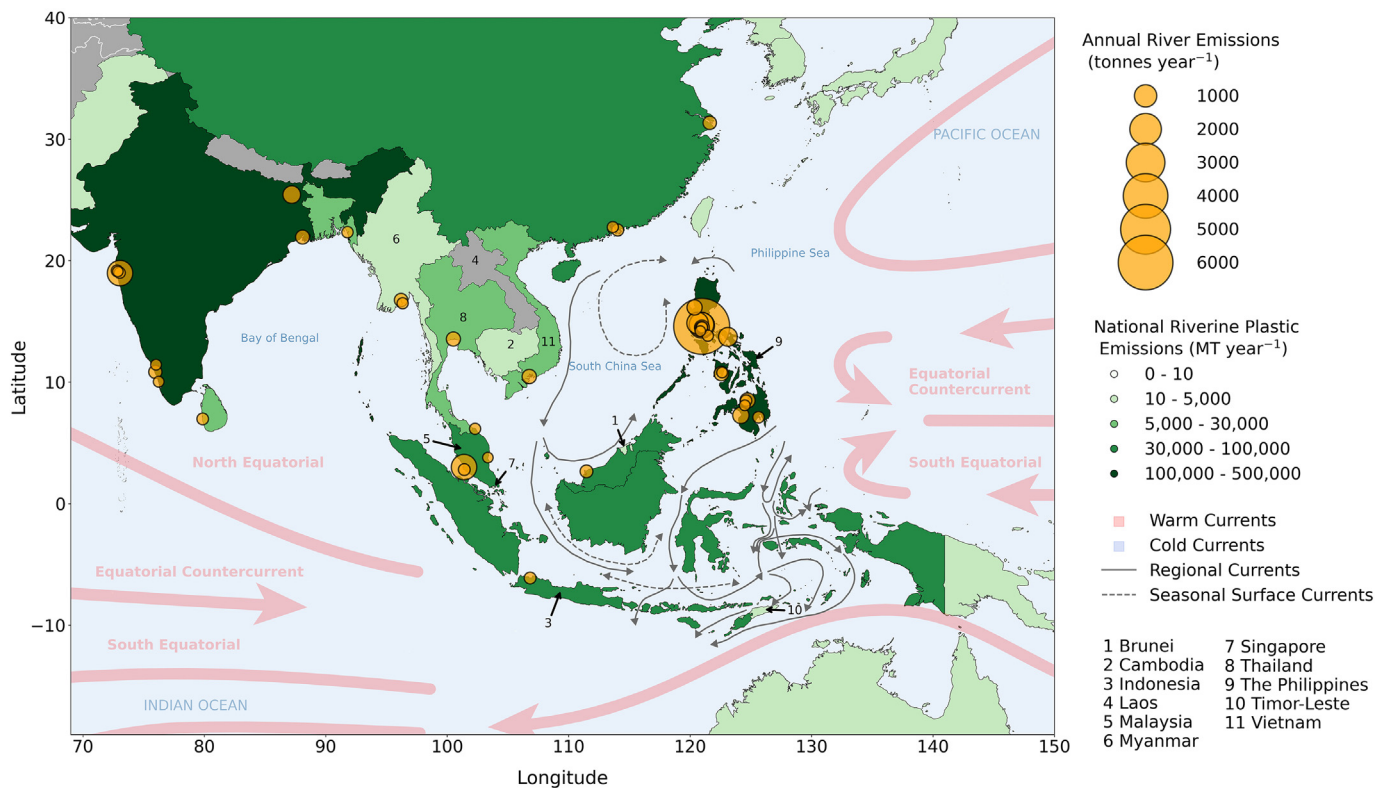 40
30
20
10
0
−10
Latitude
70
80
90
100
110
120
130
140
150
Longitude
PACIFIC OCEAN
Philippine Sea
6
4
8
2
11
Bay of Bengal
South China Sea
9
Equatorial
Countercurrent
5
1
7
North Equatorial
South Equatorial
Equatorial Countercurrent
3
10
South Equatorial
INDIAN OCEAN
Annual River Emissions
(tonnes year⁻¹)
1000
2000
3000
4000
5000
6000
National Riverine Plastic
Emissions (MT year⁻¹)
0 - 10
10 - 5,000
5,000 - 30,000
30,000 - 100,000
100,000 - 500,000
Warm Currents
Cold Currents
Regional Currents
Seasonal Surface Currents
1 Brunei
2 Cambodia
3 Indonesia
4 Laos
5 Malaysia
6 Myanmar
7 Singapore
8 Thailand
9 The Philippines
10 Timor-Leste
11 Vietnam